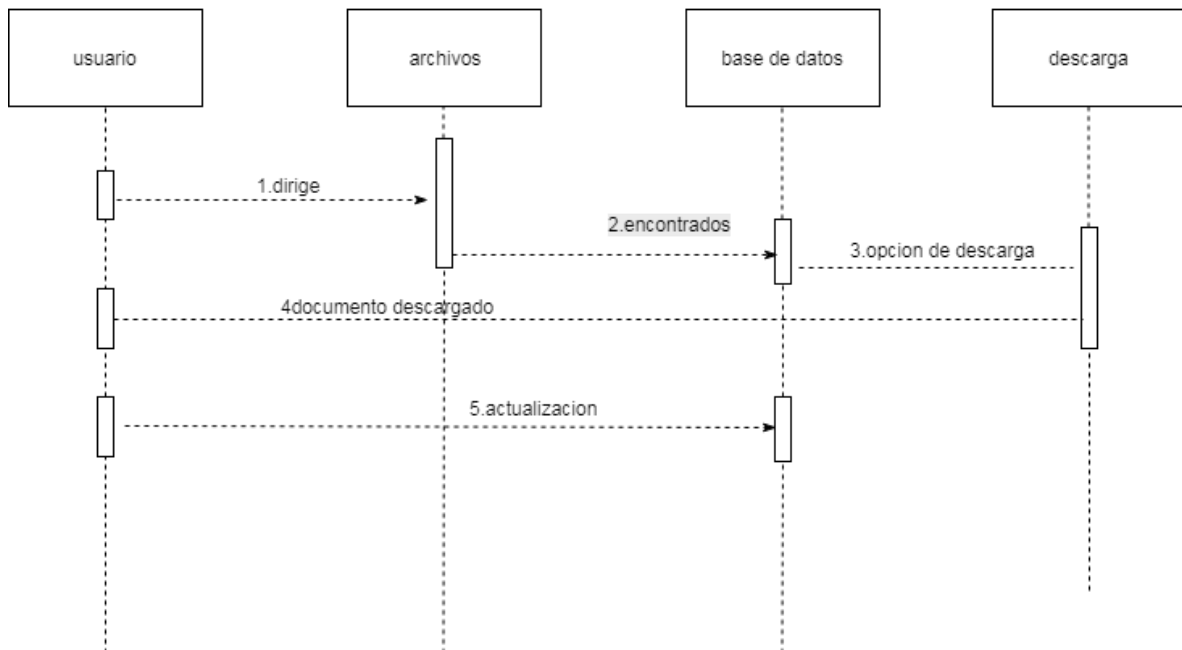 usuario
archivos
base de datos
descarga
1.dirige
2.encontrados
3.opcion de descarga
4documento descargado
5.actualizacion